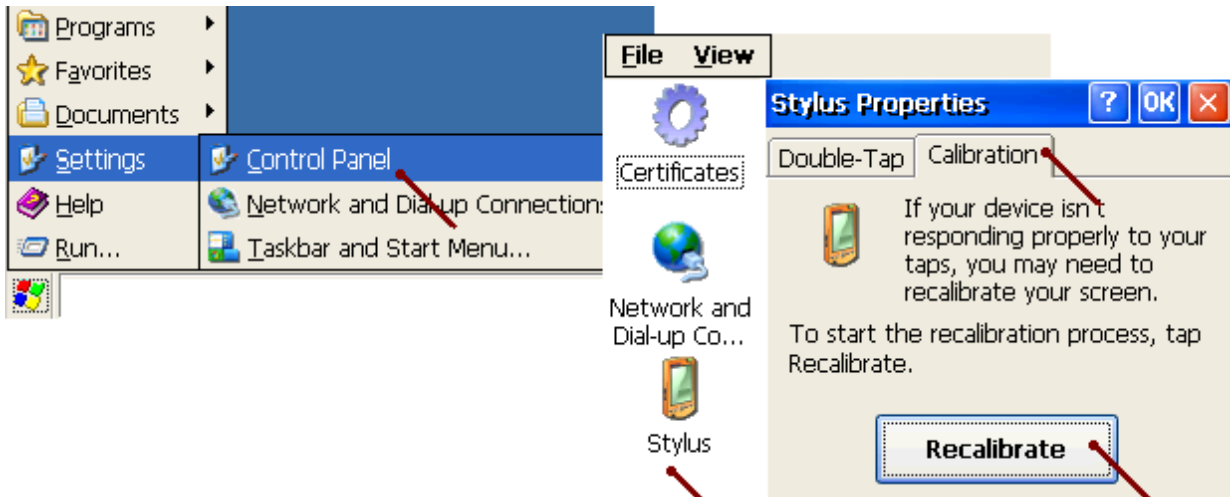 Programs
Favorites
Documents
Settings
Help
Run...
Control Panel
Network and Dial-up Connection
Taskbar and Start Menu...
File View
Certificates
Network and
Dial-up Co...
Stylus
Stylus Properties ? OK
Double-Tap Calibration
If your device isn't
responding properly to your
taps, you may need to
recalibrate your screen.
To start the recalibration process, tap
Recalibrate.
Recalibrate